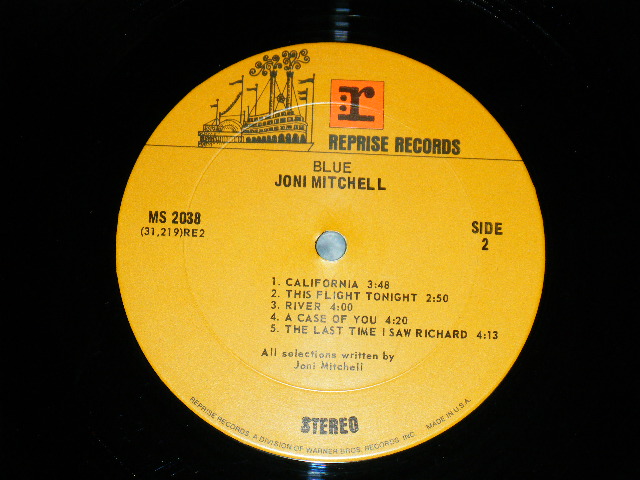 :r
REPRISE RECORDS
BLUE
JONI MITCHELL
MS 2038
(31,219)RE2
SIDE
2
1. CALIFORNIA 3:48
2. THIS FLIGHT TONIGHT 2:50
3. RIVER 4:00
4. A CASE OF YOU 4:20
5. THE LAST TIME I SAW RICHARD 4:13
All selections written by
Joni Mitchell
STEREO
REPRISE RECORDS, A DIVISION OF WARNER BROS. RECORDS, INC. MADE IN U.S.A.